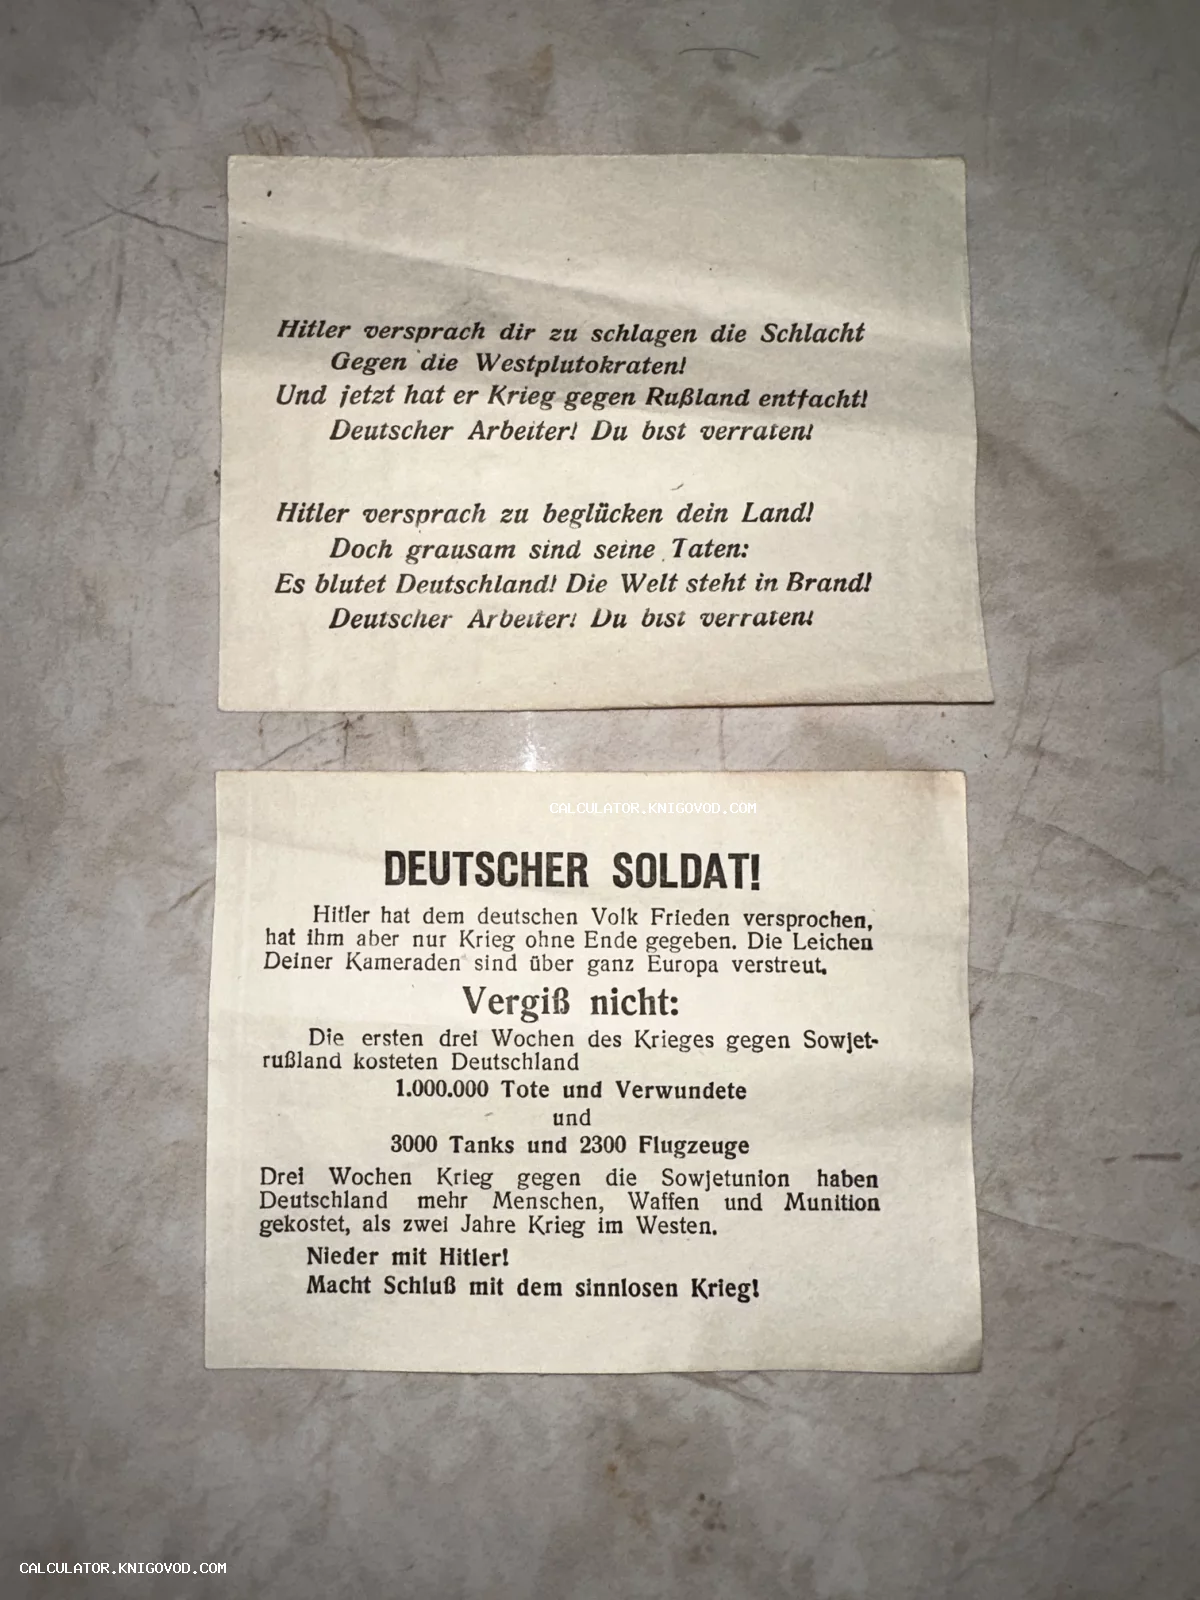 Hitler versprach dir zu schlagen die Schlacht
Gegen die Westplutokraten!
Und jetzt hat er Krieg gegen Rußland entfacht!
Deutscher Arbeiter! Du bist verraten!
Hitler versprach zu beglücken dein Land!
Doch grausam sind seine Taten:
Es blutet Deutschland! Die Welt steht in Brand!
Deutscher Arbeiter! Du bist verraten!
CALCULATOR.KNIGOVOD.COM
DEUTSCHER SOLDAT!
Hitler hat dem deutschen Volk Frieden versprochen,
hat ihm aber nur Krieg ohne Ende gegeben. Die Leichen
Deiner Kameraden sind über ganz Europa verstreut.
Vergiß nicht:
Die ersten drei Wochen des Krieges gegen Sowjet-
rußland kosteten Deutschland
1.000.000 Tote und Verwundete
und
3000 Tanks und 2300 Flugzeuge
Drei Wochen Krieg gegen die Sowjetunion haben
Deutschland mehr Menschen, Waffen und Munition
gekostet, als zwei Jahre Krieg im Westen.
Nieder mit Hitler!
Macht Schluß mit dem sinnlosen Krieg!
CALCULATOR.KNIGOVOD.COM